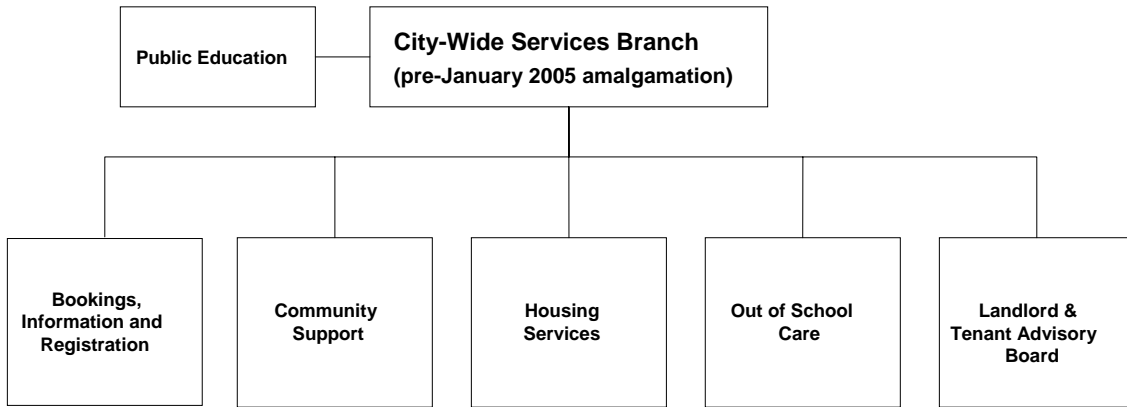 Public Education
City-Wide Services Branch
(pre-January 2005 amalgamation)
Bookings,
Information and
Registration
Community
Support
Housing
Services
Out of School
Care
Landlord &
Tenant Advisory
Board